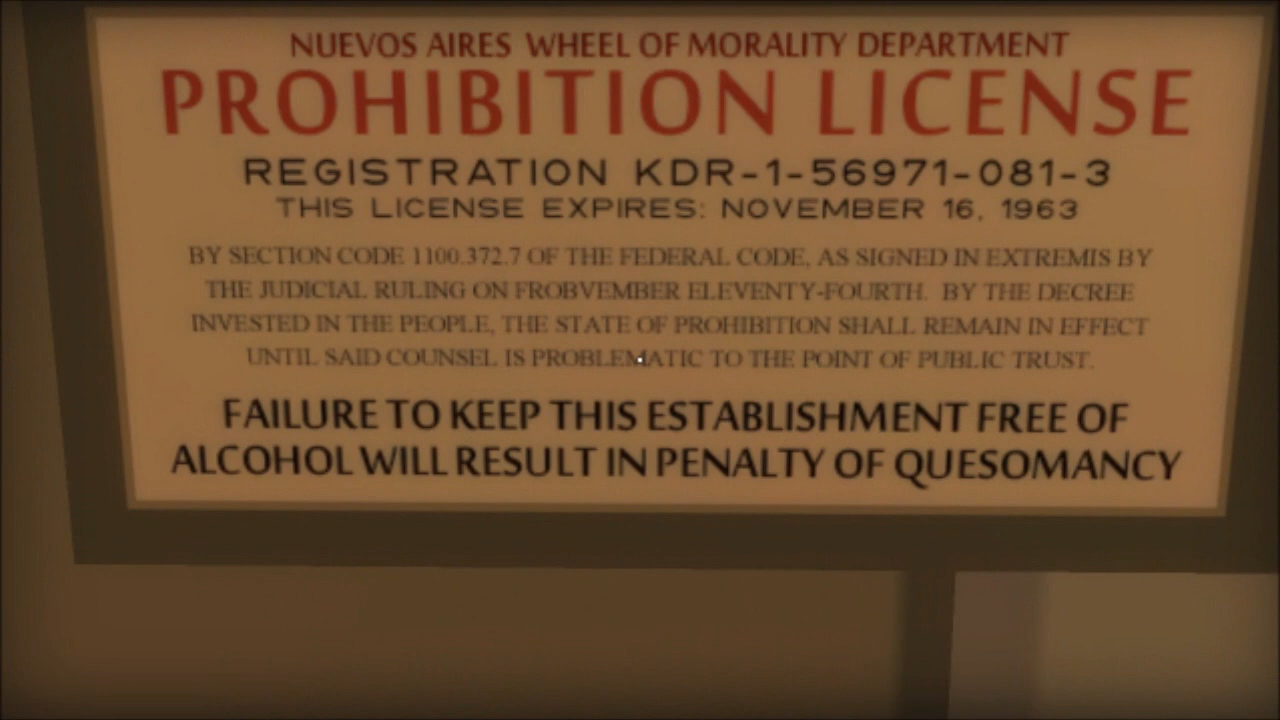 NUEVOS AIRES WHEEL OF MORALITY DEPARTMENT
PROHIBITION LICENSE
REGISTRATION KDR-1-56971-081-3
THIS LICENSE EXPIRES: NOVEMBER 16, 1963
BY SECTION CODE 1100.372.7 OF THE FEDERAL CODE, AS SIGNED IN EXTREMIS BY
THE JUDICIAL RULING ON FROBVEMBER ELEVENTY-FOURTH. BY THE DECREE
INVESTED IN THE PEOPLE, THE STATE OF PROHIBITION SHALL REMAIN IN EFFECT
UNTIL SAID COUNSEL IS PROBLEMATIC TO THE POINT OF PUBLIC TRUST.
FAILURE TO KEEP THIS ESTABLISHMENT FREE OF
ALCOHOL WILL RESULT IN PENALTY OF QUESOMANCY